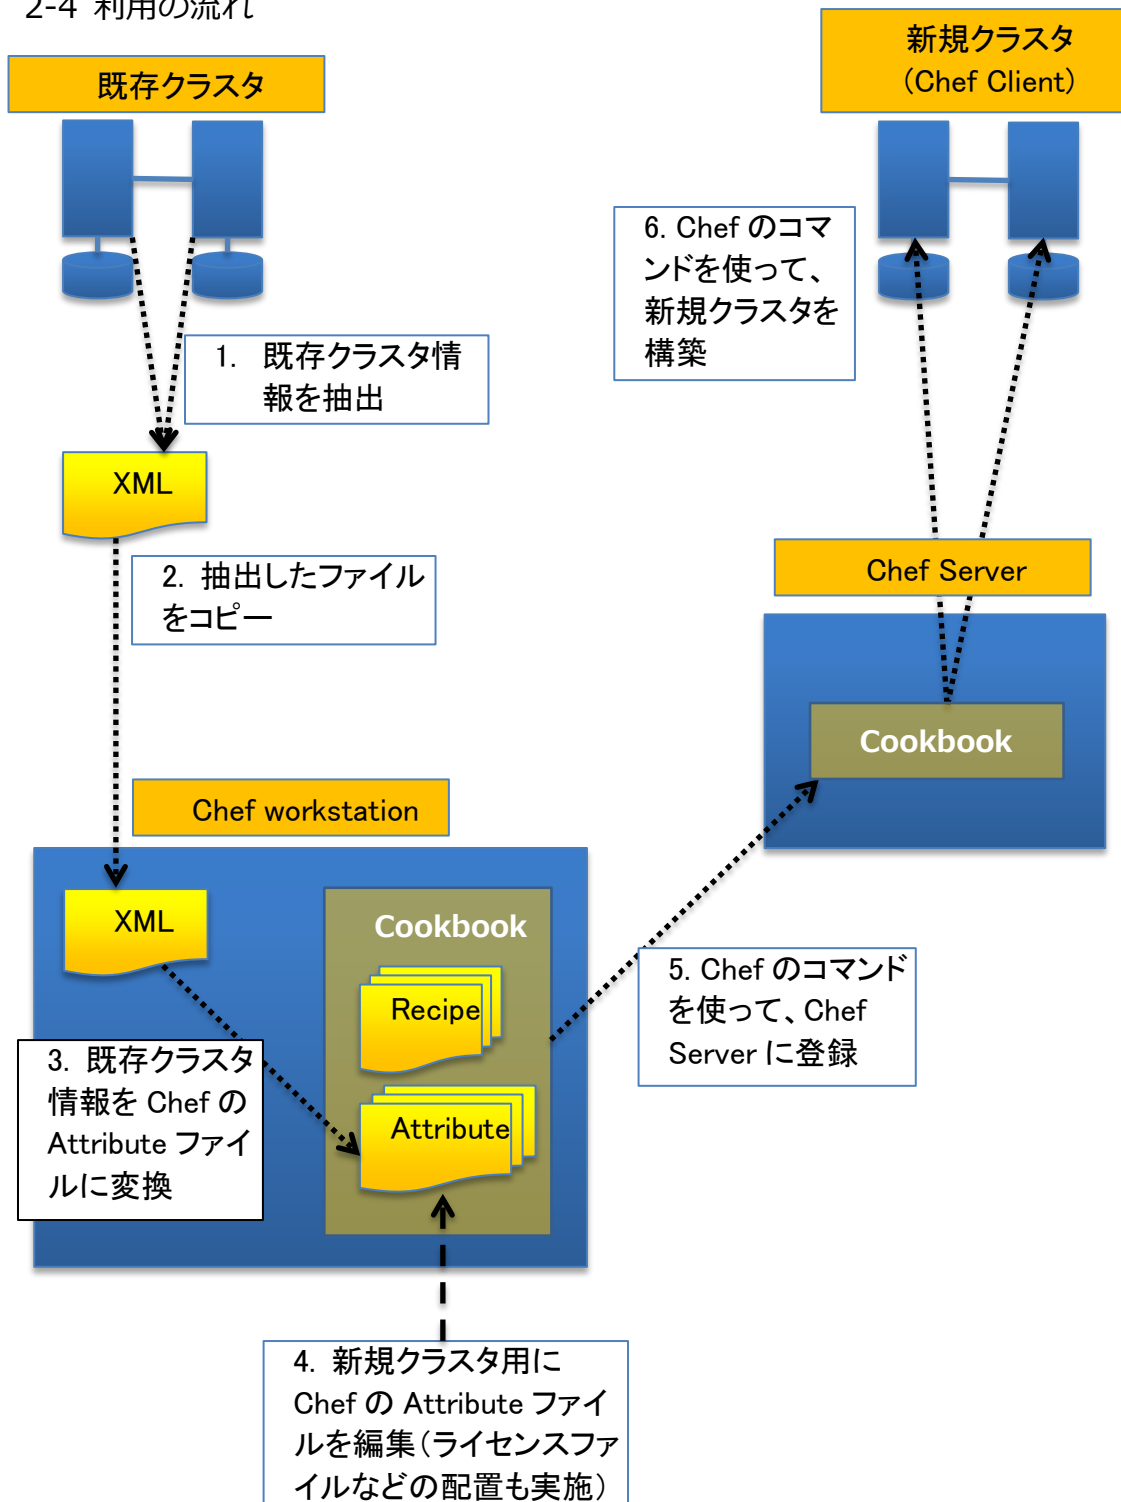 2-4 利用の流れ
既存クラスタ
新規クラスタ
(Chef Client)
6. Chef のコマ
ンドを使って、
新規クラスタを
構築
1. 既存クラスタ情
報を抽出
XML
2. 抽出したファイル
をコピー
Chef Server
Cookbook
Chef workstation
XML
Cookbook
Recipe
Attribute
3. 既存クラスタ
情報を Chef の
Attribute ファイ
ルに変換
5. Chef のコマンド
を使って、Chef
Server に登録
4. 新規クラスタ用に
Chef の Attribute ファイ
ルを編集(ライセンスファ
イルなどの配置も実施)